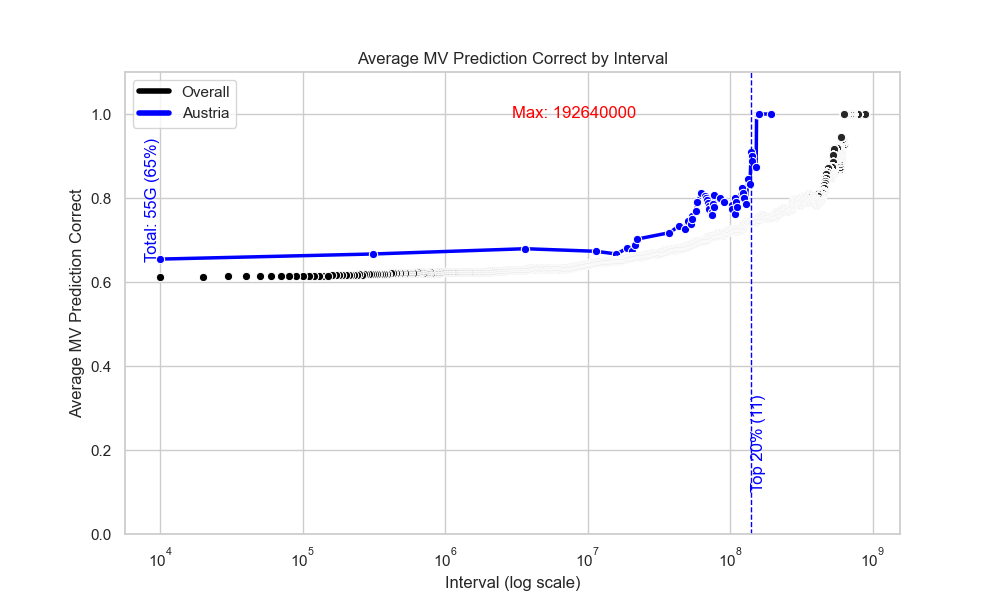 Average MV Prediction Correct by Interval
Overall
Austria
Max: 192640000
Total: 55G (65%)
Top 20% (11)
Average MV Prediction Correct
1.0
0.8
0.6
0.4
0.2
0.0
10^4
10^5
10^6
10^7
10^8
10^9
Interval (log scale)